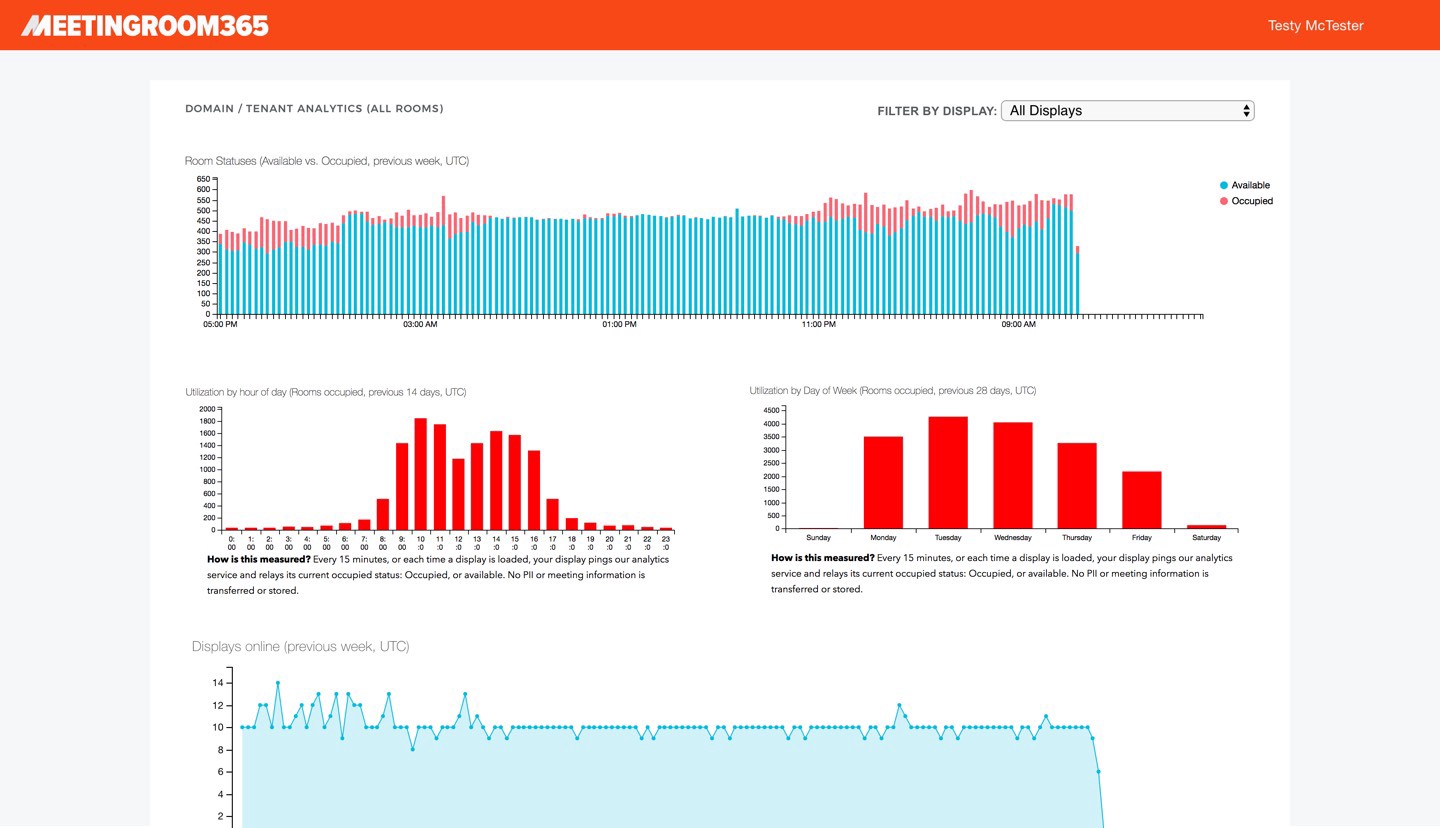 MEETINGROOM365
Testy McTester
DOMAIN / TENANT ANALYTICS (ALL ROOMS)
FILTER BY DISPLAY: All Displays
Room Statuses (Available vs. Occupied, previous week, UTC)
650
600
550
500
450
400
350
300
250
200
150
100
50
0
05:00 PM 03:00 AM 01:00 PM 11:00 PM 09:00 AM
Available
Occupied
Utilization by hour of day (Rooms occupied, previous 14 days, UTC)
2000
1800
1600
1400
1200
1000
800
600
400
200
0
0: 1: 2: 3: 4: 5: 6: 7: 8: 9: 10 11 12 13 14 15 16 17 18 19 20 21 22 23
00 00 00 00 00 00 00 00 00 00 :0 :0 :0 :0 :0 :0 :0 :0 :0 :0 :0 :0 :0 :0
How is this measured? Every 15 minutes, or each time a display is loaded, your display pings our analytics
service and relays its current occupied status: Occupied, or available. No PII or meeting information is
transferred or stored.
Utilization by Day of Week (Rooms occupied, previous 28 days, UTC)
4500
4000
3500
3000
2500
2000
1500
1000
500
0
Sunday Monday Tuesday Wednesday Thursday Friday Saturday
How is this measured? Every 15 minutes, or each time a display is loaded, your display pings our analytics
service and relays its current occupied status: Occupied, or available. No PII or meeting information is
transferred or stored.
Displays online (previous week, UTC)
14
12
10
8
6
4
2